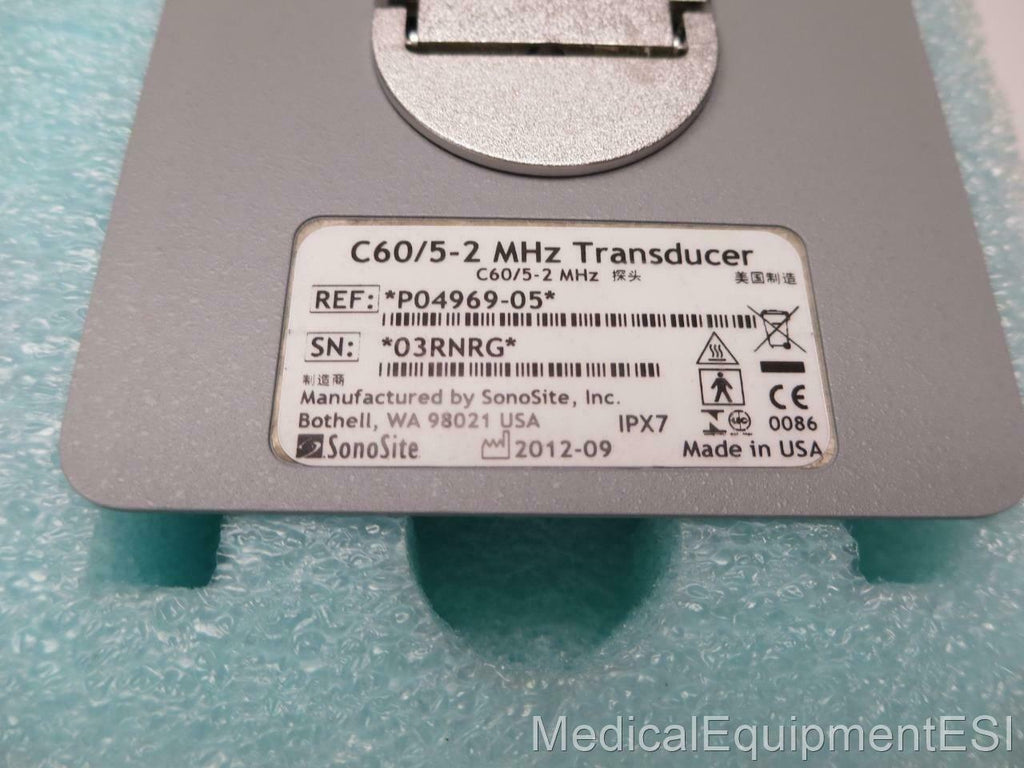 C60/5-2 MHz Transducer
C60/5-2 MHz 探头
美国制造
REF: *P04969-05*
SN: *03RNRG*
制造商
Manufactured by SonoSite, Inc.
Bothell, WA 98021 USA
IPX7
0086
SonoSite
2012-09
Made in USA
MedicalEquipmentESI